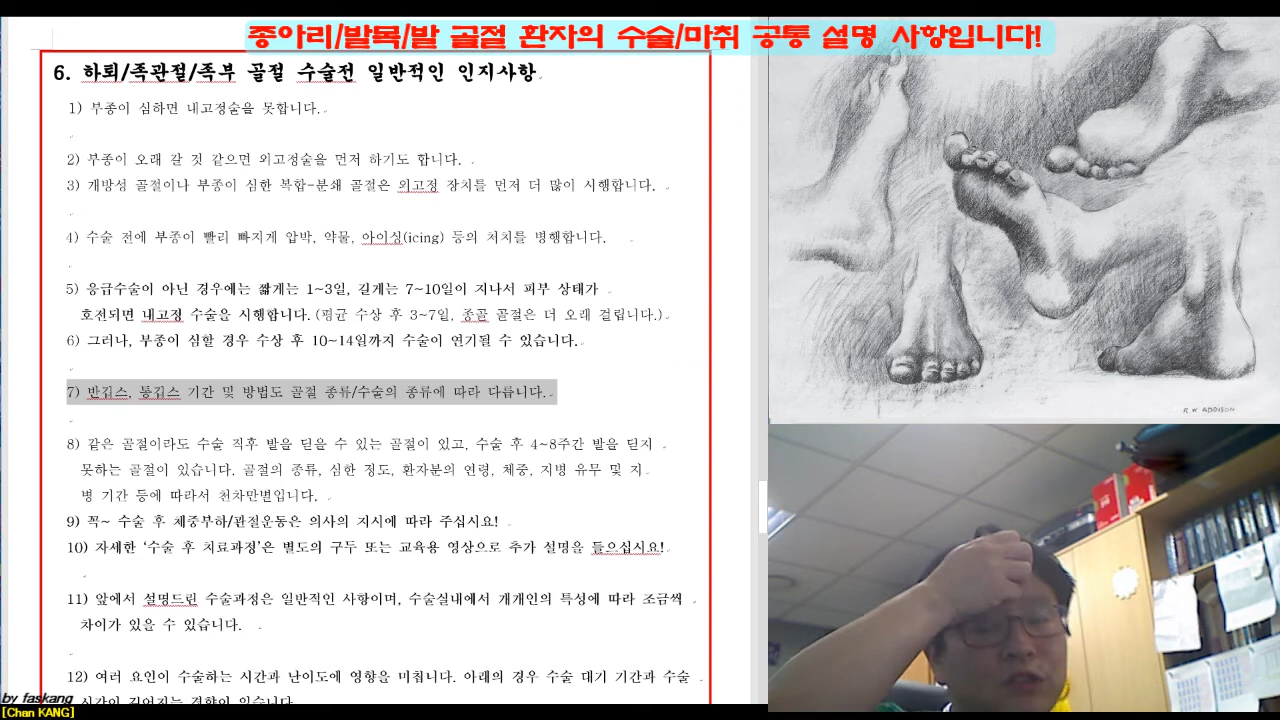 종아리/발목/발 골절 환자의 수술/마취 공통 설명 사항입니다!
6. 하퇴/족관절/족부 골절 수술전 일반적인 인지사항
1) 부종이 심하면 내고정술을 못합니다.
2) 부종이 오래 갈 것 같으면 외고정술을 먼저 하기도 합니다.
3) 개방성 골절이나 부종이 심한 복합-분쇄 골절은 외고정 장치를 먼저 더 많이 시행합니다.
4) 수술 전에 부종이 빨리 빠지게 압박, 약물, 아이싱(icing) 등의 처치를 병행합니다.
5) 응급수술이 아닌 경우에는 짧게는 1~3일, 길게는 7~10일이 지나서 피부 상태가
호전되면 내고정 수술을 시행합니다. (평균 수상 후 3~7일, 종골 골절은 더 오래 걸립니다.)
6) 그러나, 부종이 심할 경우 수상 후 10~14일까지 수술이 연기될 수 있습니다.
7) 반깁스, 통깁스 기간 및 방법도 골절 종류/수술의 종류에 따라 다릅니다.
8) 같은 골절이라도 수술 직후 발을 딛을 수 있는 골절이 있고, 수술 후 4~8주간 발을 딛지
못하는 골절이 있습니다. 골절의 종류, 심한 정도, 환자분의 연령, 체중, 지병 유무 및 지
병 기간 등에 따라서 천차만별입니다.
9) 꼭~ 수술 후 체중부하/관절운동은 의사의 지시에 따라 주십시요!
10) 자세한 '수술 후 치료과정'은 별도의 구두 또는 교육용 영상으로 추가 설명을 들으십시요!
11) 앞에서 설명드린 수술과정은 일반적인 사항이며, 수술실내에서 개개인의 특성에 따라 조금씩
차이가 있을 수 있습니다.
12) 여러 요인이 수술하는 시간과 난이도에 영향을 미칩니다. 아래의 경우 수술 대기 기간과 수술
시간이 길어지는 경향이 있습니다.
R W ADDISON
by faskang
[Chan KANG]